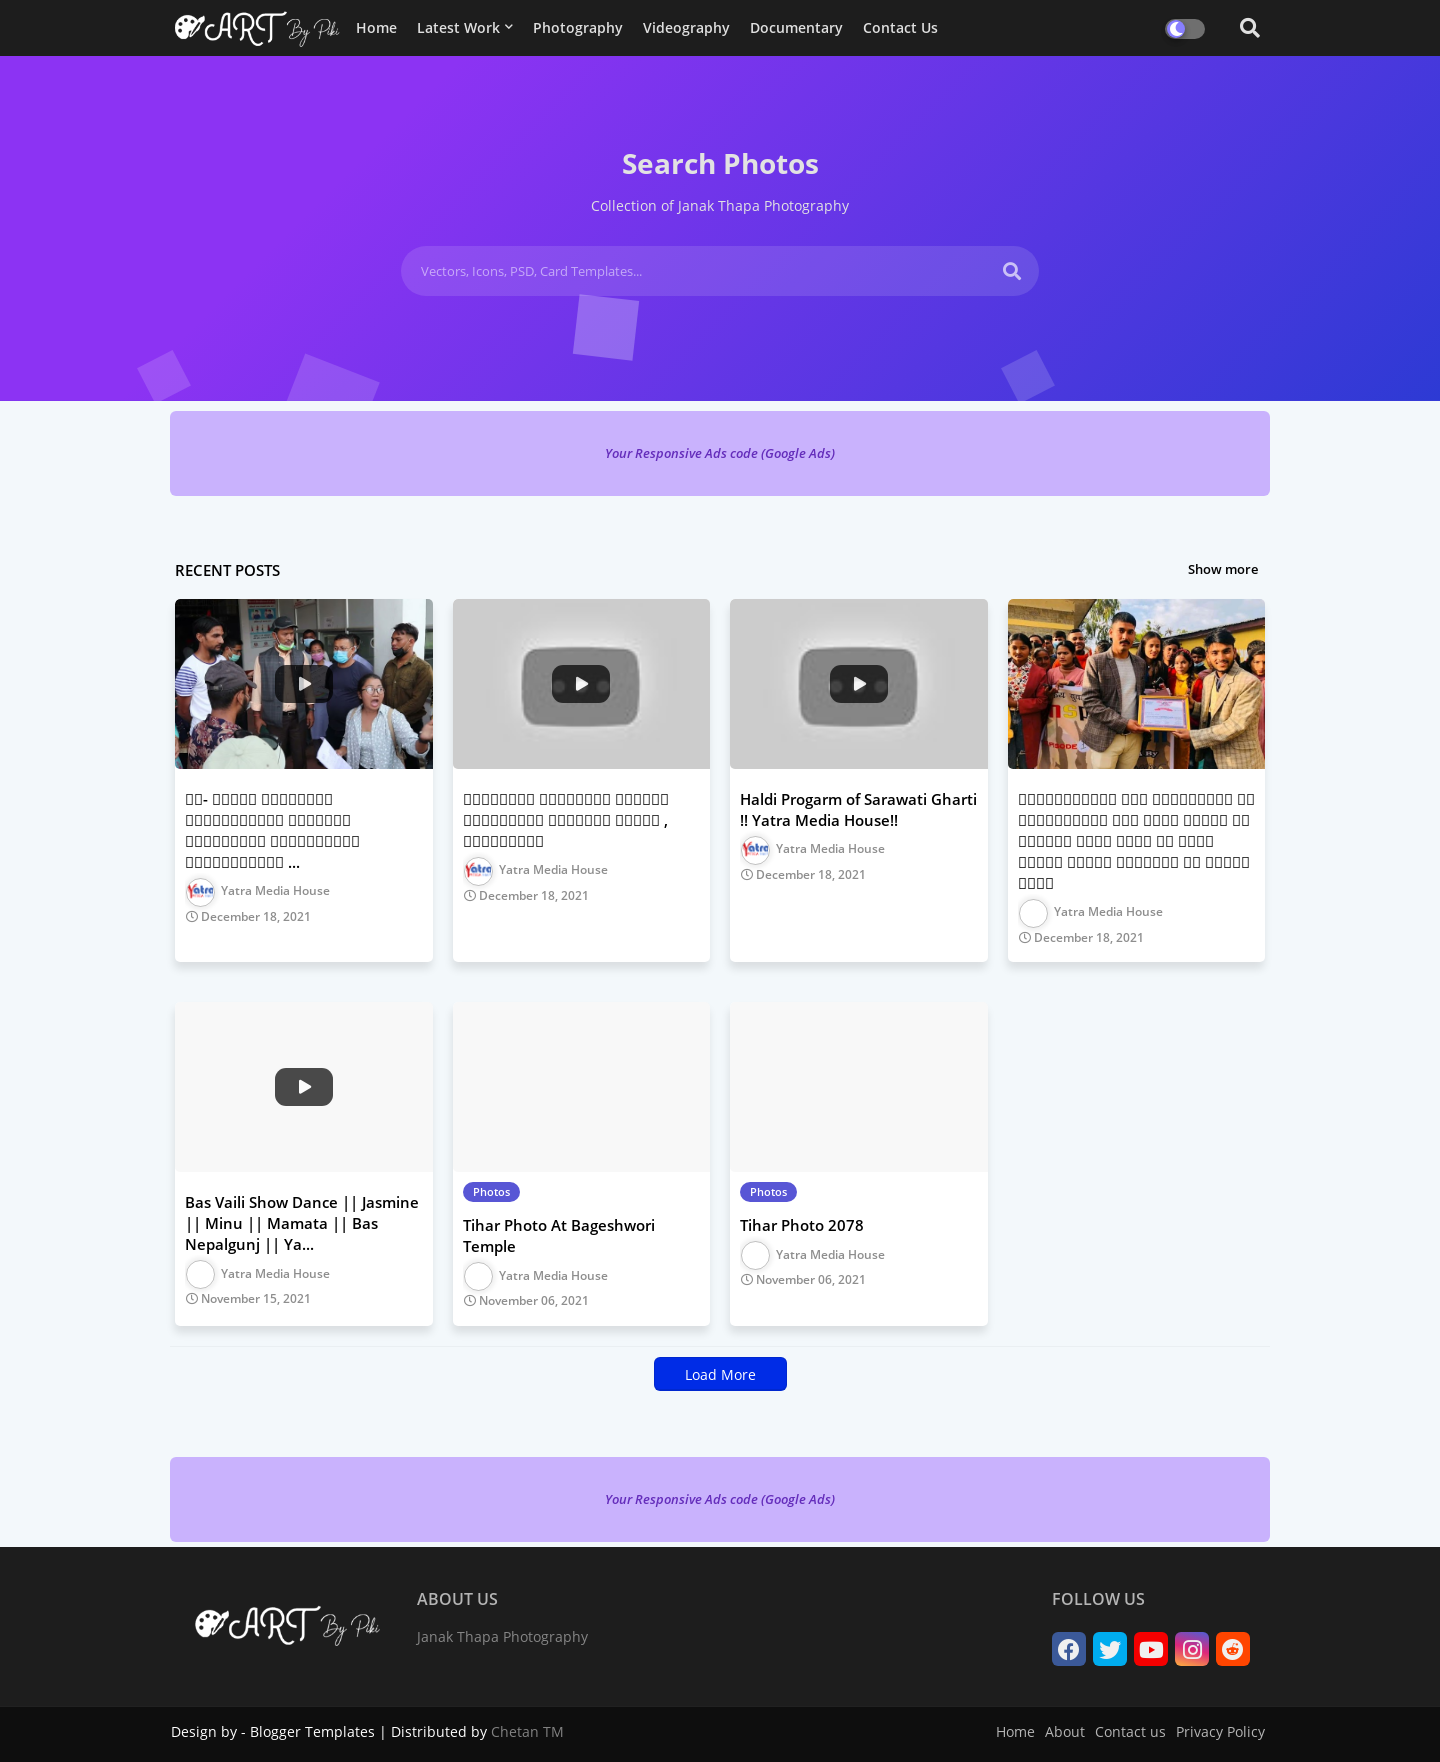 ART By Piki
Home Latest Work Photography Videography Documentary Contact Us
Search Photos
Collection of Janak Thapa Photography
Vectors, Icons, PSD, Card Templates...
Your Responsive Ads code (Google Ads)
RECENT POSTS
Show more
Yatra Media House
December 18, 2021
Yatra Media House
December 18, 2021
Haldi Progarm of Sarawati Gharti
!! Yatra Media House!!
Yatra Media House
December 18, 2021
Yatra Media House
December 18, 2021
Bas Vaili Show Dance || Jasmine
|| Minu || Mamata || Bas
Nepalgunj || Ya...
Yatra Media House
November 15, 2021
Photos
Tihar Photo At Bageshwori
Temple
Yatra Media House
November 06, 2021
Photos
Tihar Photo 2078
Yatra Media House
November 06, 2021
Load More
Your Responsive Ads code (Google Ads)
ART By Piki
ABOUT US
Janak Thapa Photography
FOLLOW US
Design by - Blogger Templates | Distributed by Chetan TM
Home About Contact us Privacy Policy